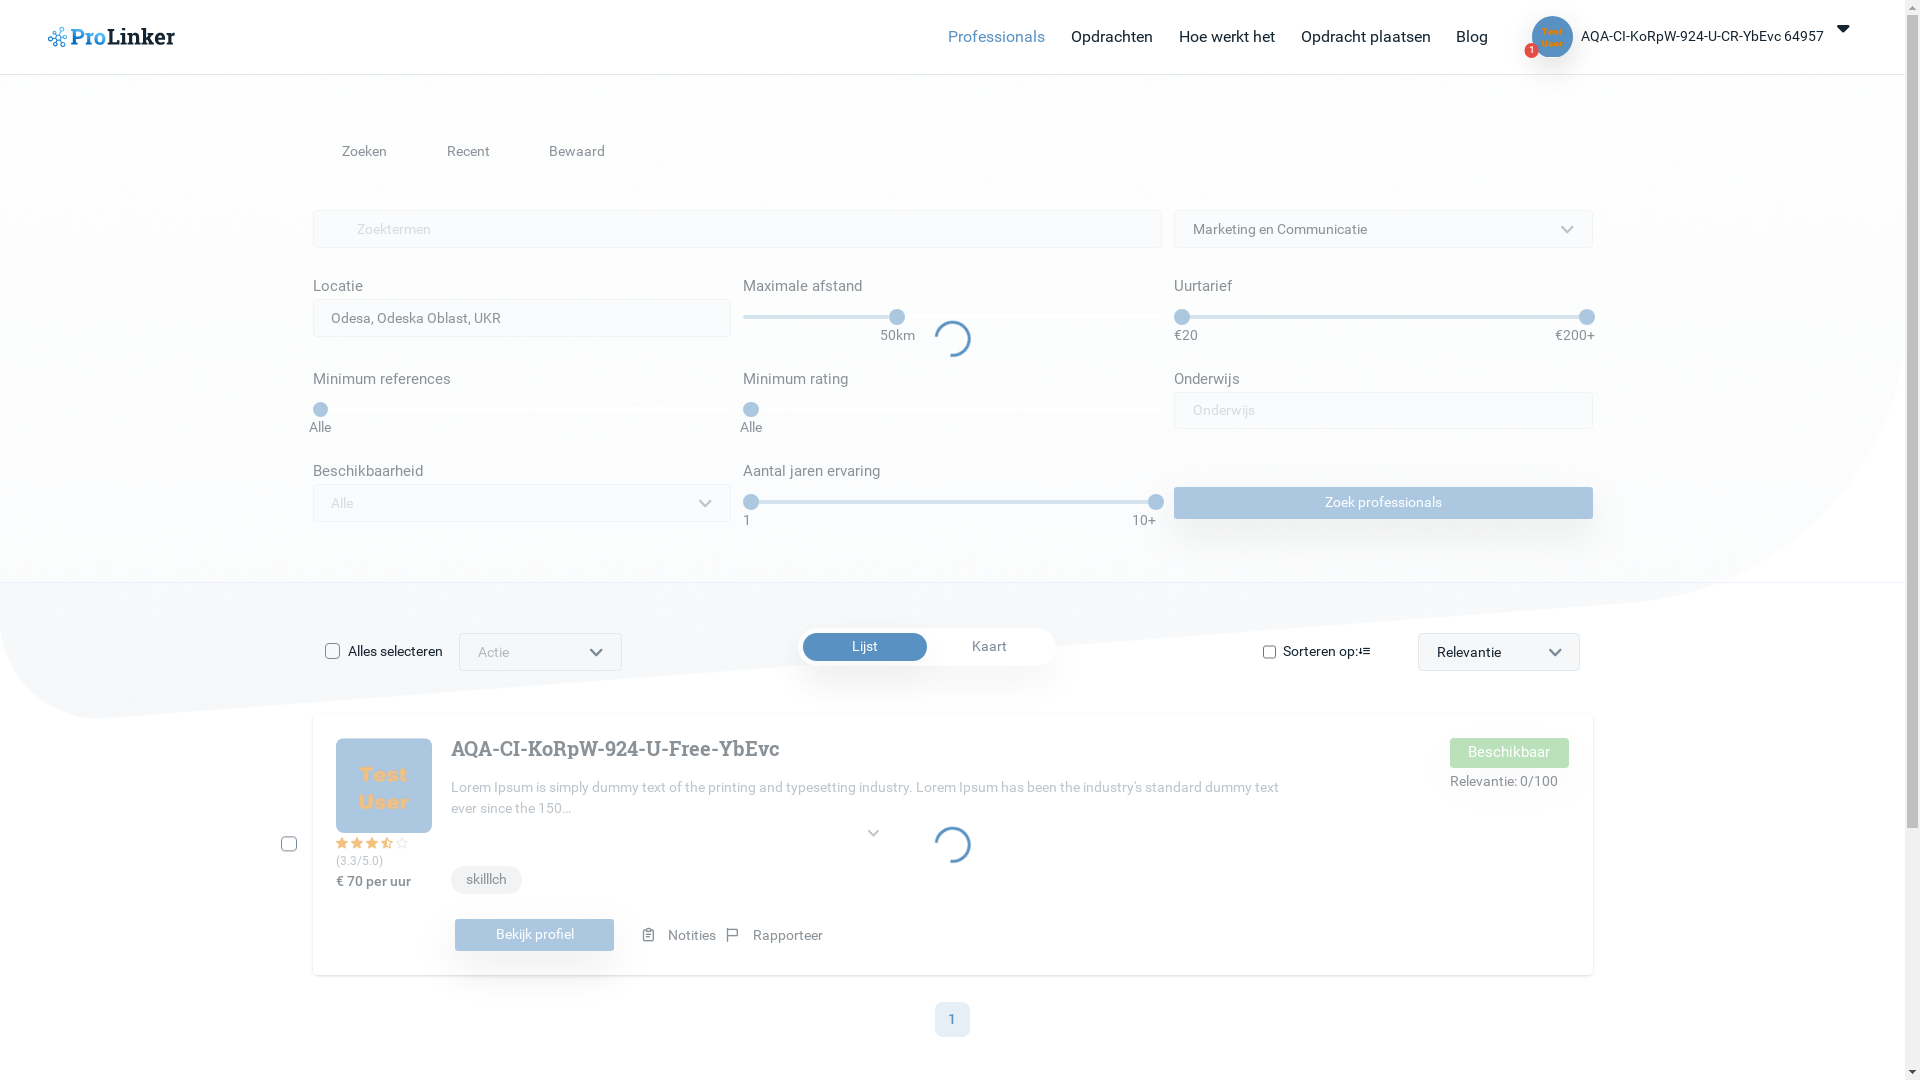 ProLinker
Professionals Opdrachten Hoe werkt het Opdracht plaatsen Blog
Test User
1
AQA-CI-KoRpW-924-U-CR-YbEvc 64957
Zoeken Recent Bewaard
Zoektermen
Marketing en Communicatie
Locatie
Odesa, Odeska Oblast, UKR
Maximale afstand
50km
Uurtarief
€20 €200+
Minimum references
Alle
Minimum rating
Alle
Onderwijs
Onderwijs
Beschikbaarheid
Alle
Aantal jaren ervaring
1 10+
Zoek professionals
Alles selecteren
Actie
Lijst Kaart
Sorteren op:
Relevantie
Test
User
(3.3/5.0)
€ 70 per uur
AQA-CI-KoRpW-924-U-Free-YbEvc
Lorem Ipsum is simply dummy text of the printing and typesetting industry. Lorem Ipsum has been the industry's standard dummy text
ever since the 150...
skilllch
Bekijk profiel
Notities
Rapporteer
Beschikbaar
Relevantie: 0/100
1